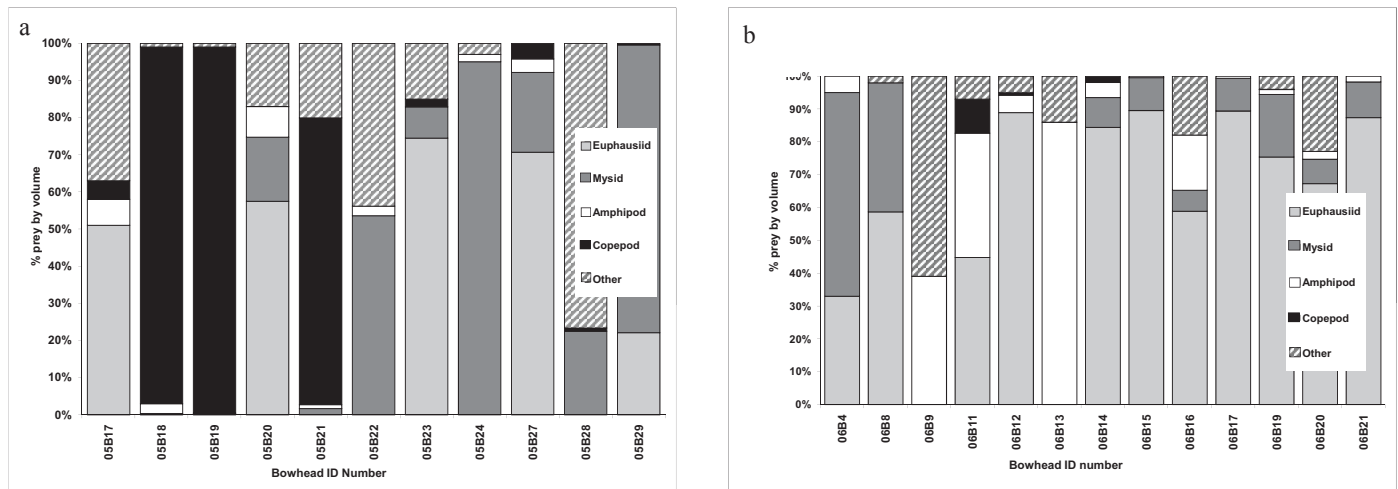 a
100%
90%
80%
70%
60%
50%
40%
30%
20%
10%
0%
% prey by volume
Euphausiid
Mysid
Amphipod
Copepod
Other
05B17
05B18
05B19
05B20
05B21
05B22
05B23
05B24
05B27
05B28
05B29
Bowhead ID Number
b
100%
90%
80%
70%
60%
50%
40%
30%
20%
10%
0%
% prey by volume
Euphausiid
Mysid
Amphipod
Copepod
Other
06B4
06B8
06B9
06B11
06B12
06B13
06B14
06B15
06B16
06B17
06B19
06B20
06B21
Bowhead ID number